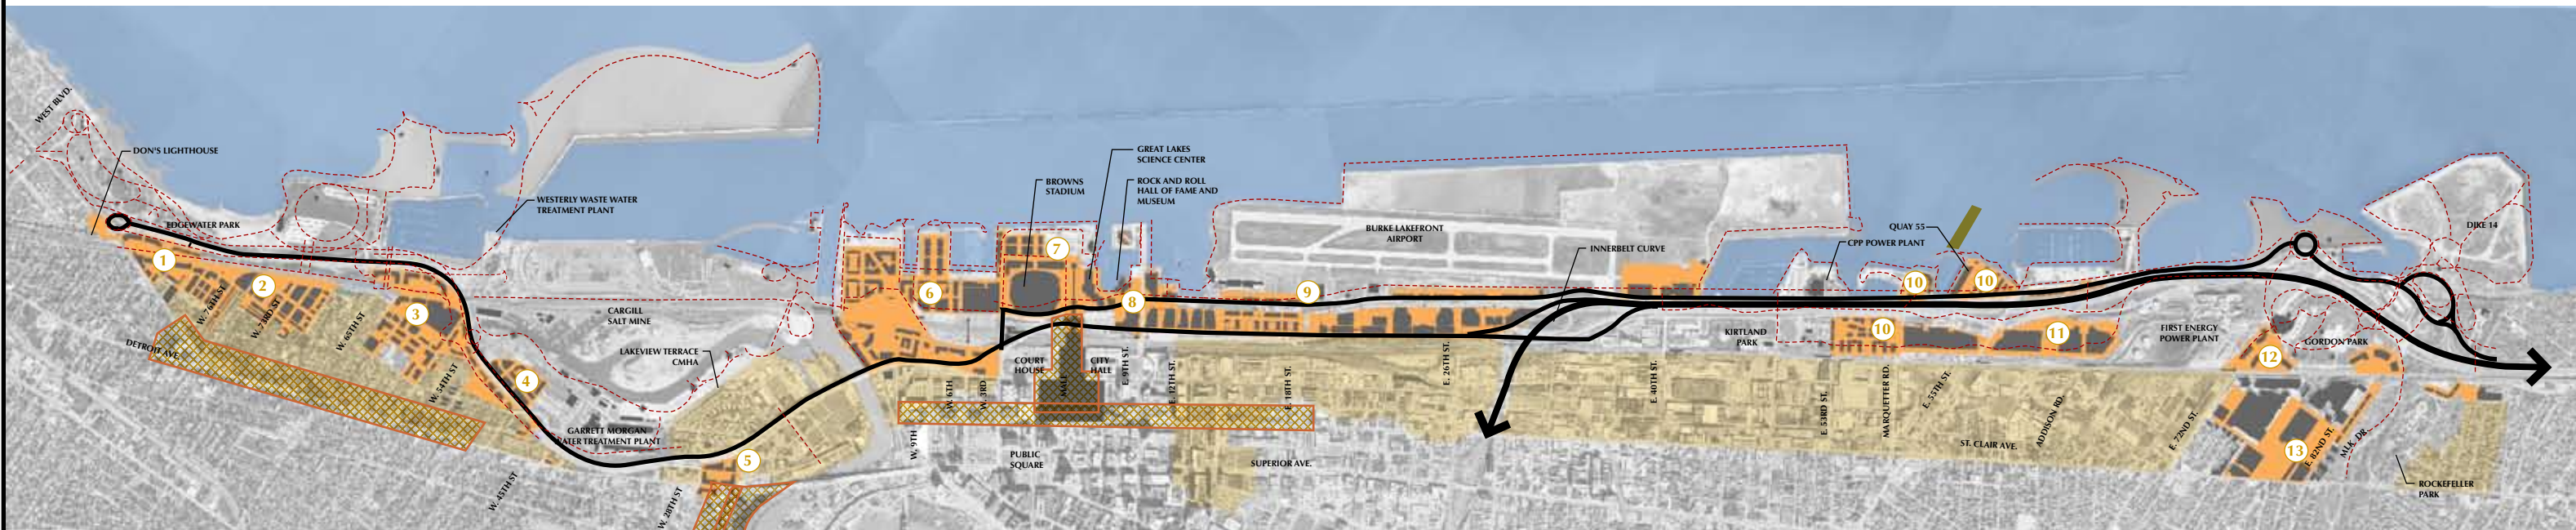 WEST BLVD.
DON'S LIGHTHOUSE
EDGEWATER PARK
WESTERLY WASTE WATER
TREATMENT PLANT
1
2
3
4
5
W. 76TH ST
W. 73RD ST
W. 65TH ST
W. 54TH ST
DETROIT AVE.
CARGILL
SALT MINE
LAKEVIEW TERRACE
CMHA
GARRETT MORGAN
WATER TREATMENT PLANT
W. 45TH ST
W. 28TH ST
6
7
8
9
BROWNS
STADIUM
GREAT LAKES
SCIENCE CENTER
ROCK AND ROLL
HALL OF FAME AND
MUSEUM
W. 9TH
W. 6TH
W. 3RD
COURT
HOUSE
MALL
CITY
HALL
E. 9TH ST.
E. 12TH ST.
E. 18TH ST.
E. 26TH ST.
PUBLIC
SQUARE
SUPERIOR AVE.
BURKE LAKEFRONT
AIRPORT
INNERBELT CURVE
E. 40TH ST.
KIRTLAND
PARK
CPP POWER PLANT
QUAY 55
10
10
10
11
E. 53RD ST.
MARQUETTER RD.
E. 55TH ST.
ADDISON RD.
ST. CLAIR AVE.
E. 72ND ST.
FIRST ENERGY
POWER PLANT
12
GORDON PARK
13
E. 82ND ST.
MLK. DR.
DIKE 14
ROCKEFELLER
PARK